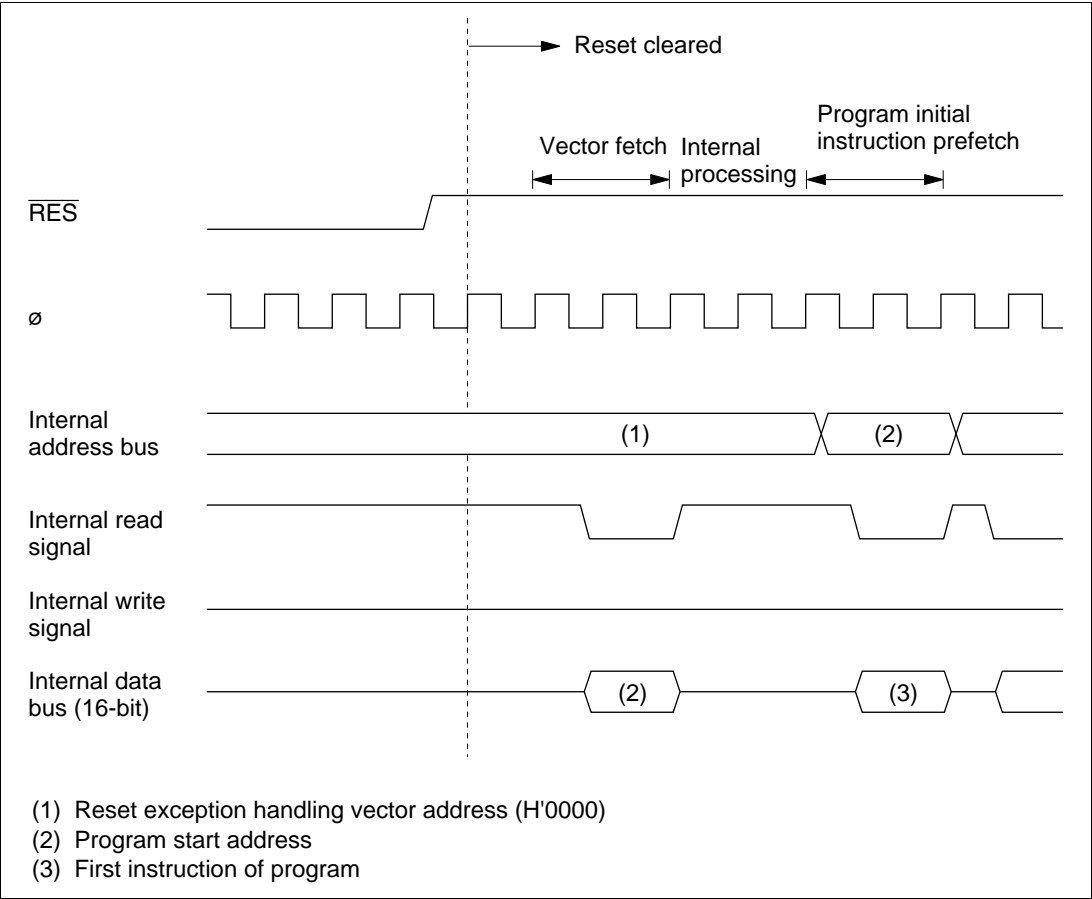 Reset cleared
Program initial
instruction prefetch
Vector fetch
Internal
processing
RES
ø
Internal
address bus
(1)
(2)
Internal read
signal
Internal write
signal
Internal data
bus (16-bit)
(2)
(3)
(1) Reset exception handling vector address (H'0000)
(2) Program start address
(3) First instruction of program